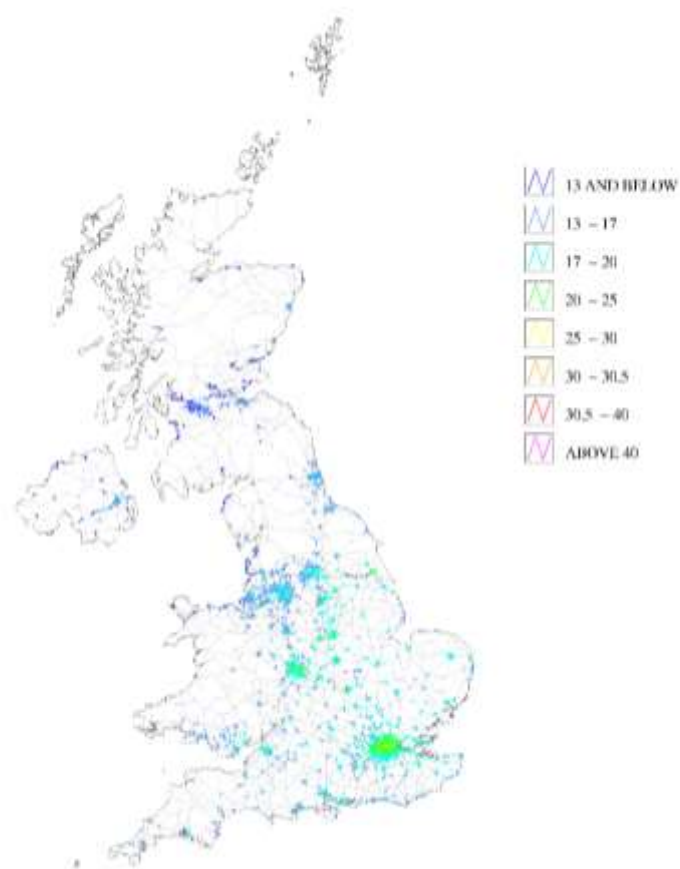 13 AND BELOW
13 – 17
17 – 20
20 – 25
25 – 30
30 – 30.5
30.5 – 40
ABOVE 40